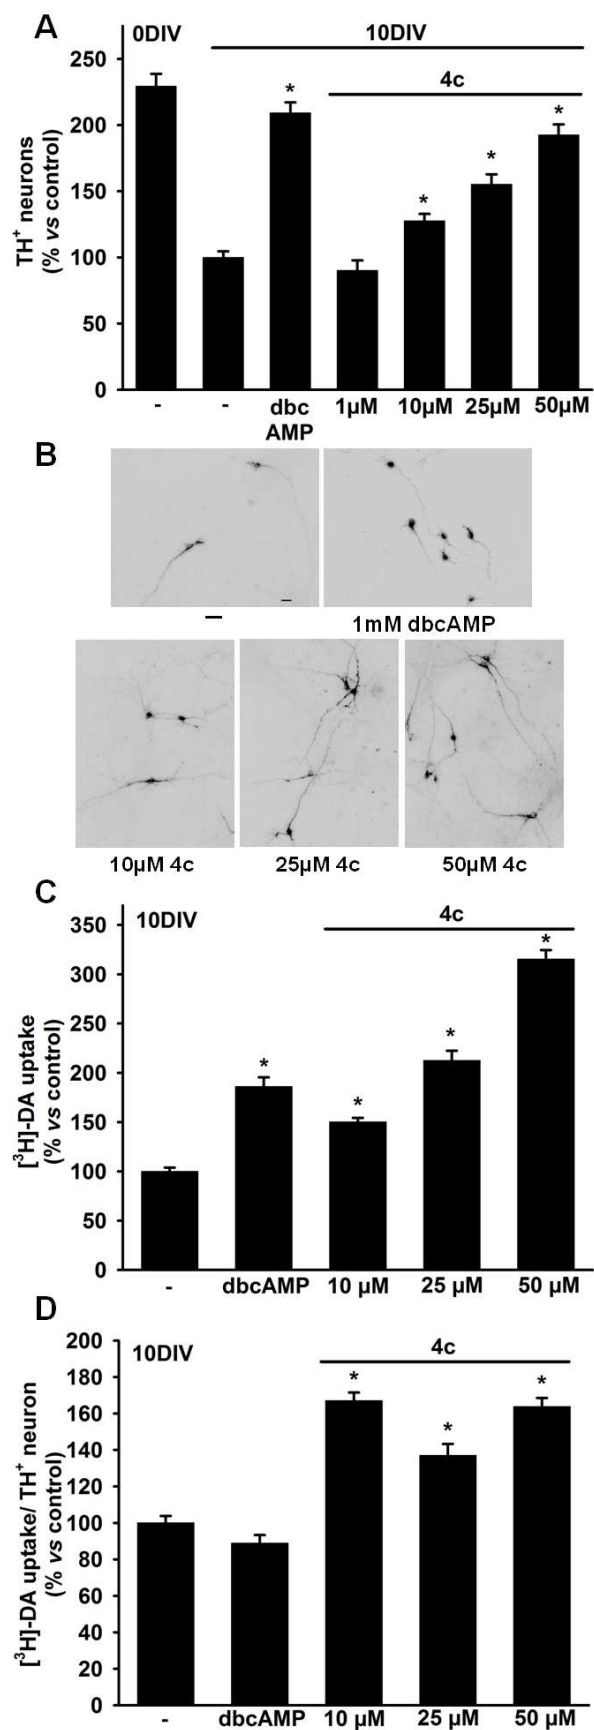 A
0DIV
10DIV
4c
TH⁺ neurons
(% vs control)
250
200
150
100
50
0
*
*
*
*
-
-
dbc
AMP
1µM
10µM
25µM
50µM
B
—
1mM dbcAMP
10µM 4c
25µM 4c
50µM 4c
C
10DIV
4c
[³H]-DA uptake
(% vs control)
350
300
250
200
150
100
50
0
*
*
*
*
-
dbcAMP
10 µM
25 µM
50 µM
D
10DIV
4c
[³H]-DA uptake/ TH⁺ neuron
(% vs control)
200
180
160
140
120
100
80
60
40
20
0
*
*
*
-
dbcAMP
10 µM
25 µM
50 µM